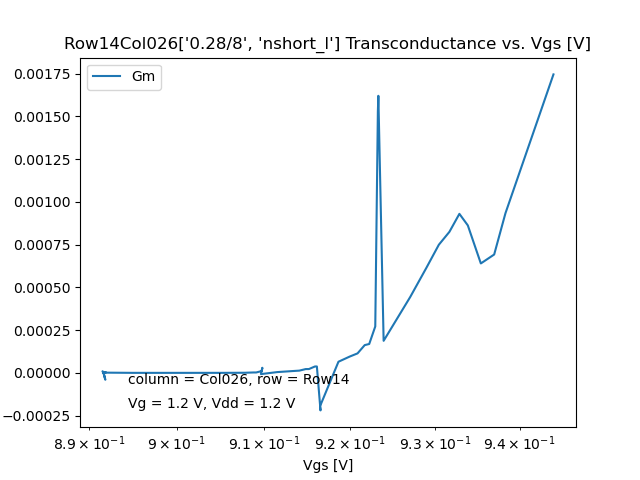 Row14Col026['0.28/8', 'nshort_l'] Transconductance vs. Vgs [V]
Gm
0.00175
0.00150
0.00125
0.00100
0.00075
0.00050
0.00025
0.00000
−0.00025
column = Col026, row = Row14
Vg = 1.2 V, Vdd = 1.2 V
8.9 × 10⁻¹ 9 × 10⁻¹ 9.1 × 10⁻¹ 9.2 × 10⁻¹ 9.3 × 10⁻¹ 9.4 × 10⁻¹
Vgs [V]